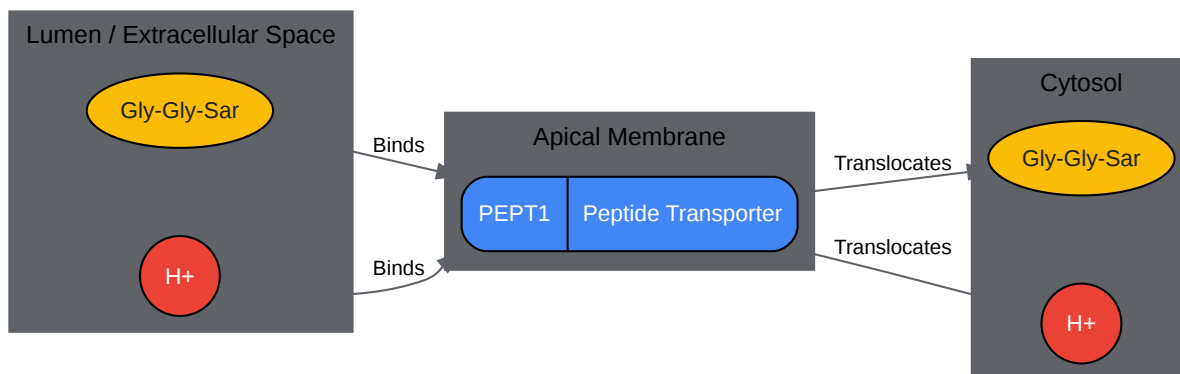 Lumen / Extracellular Space
Gly-Gly-Sar
H+
Binds
Binds
Apical Membrane
PEPT1
Peptide Transporter
Translocates
Translocates
Cytosol
Gly-Gly-Sar
H+